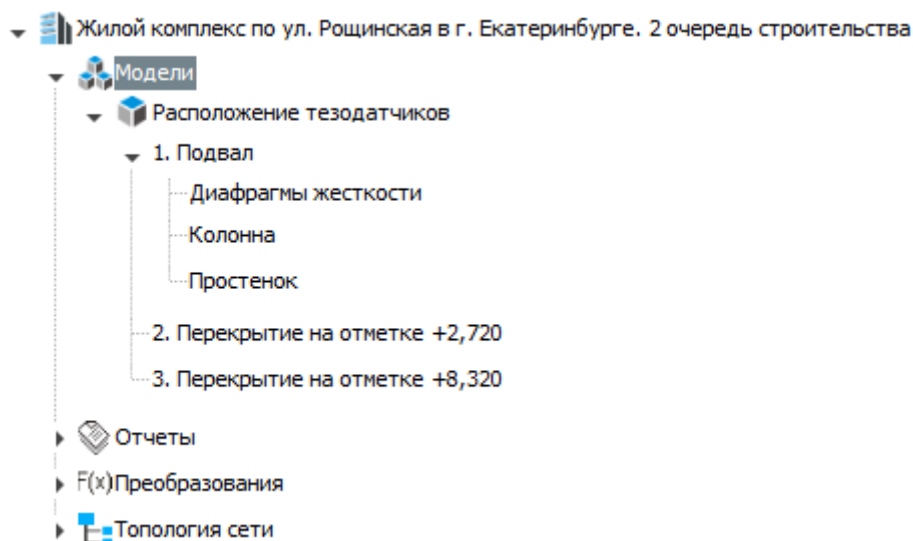 Жилой комплекс по ул. Рощинская в г. Екатеринбурге. 2 очередь строительства
Модели
Расположение тезодатчиков
1. Подвал
Диафрагмы жесткости
Колонна
Простенок
2. Перекрытие на отметке +2,720
3. Перекрытие на отметке +8,320
Отчеты
F(x) Преобразования
Топология сети